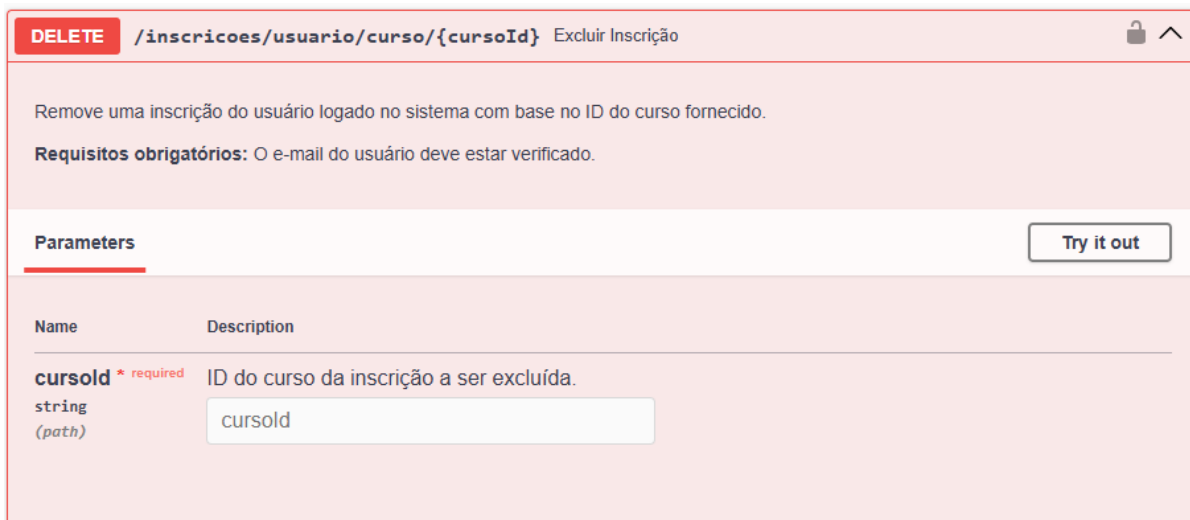 DELETE /inscricoes/usuario/curso/{cursoId} Excluir Inscrição
Remove uma inscrição do usuário logado no sistema com base no ID do curso fornecido.
Requisitos obrigatórios: O e-mail do usuário deve estar verificado.
Parameters Try it out
Name Description
cursoId * required ID do curso da inscrição a ser excluída.
string
(path)
cursoId